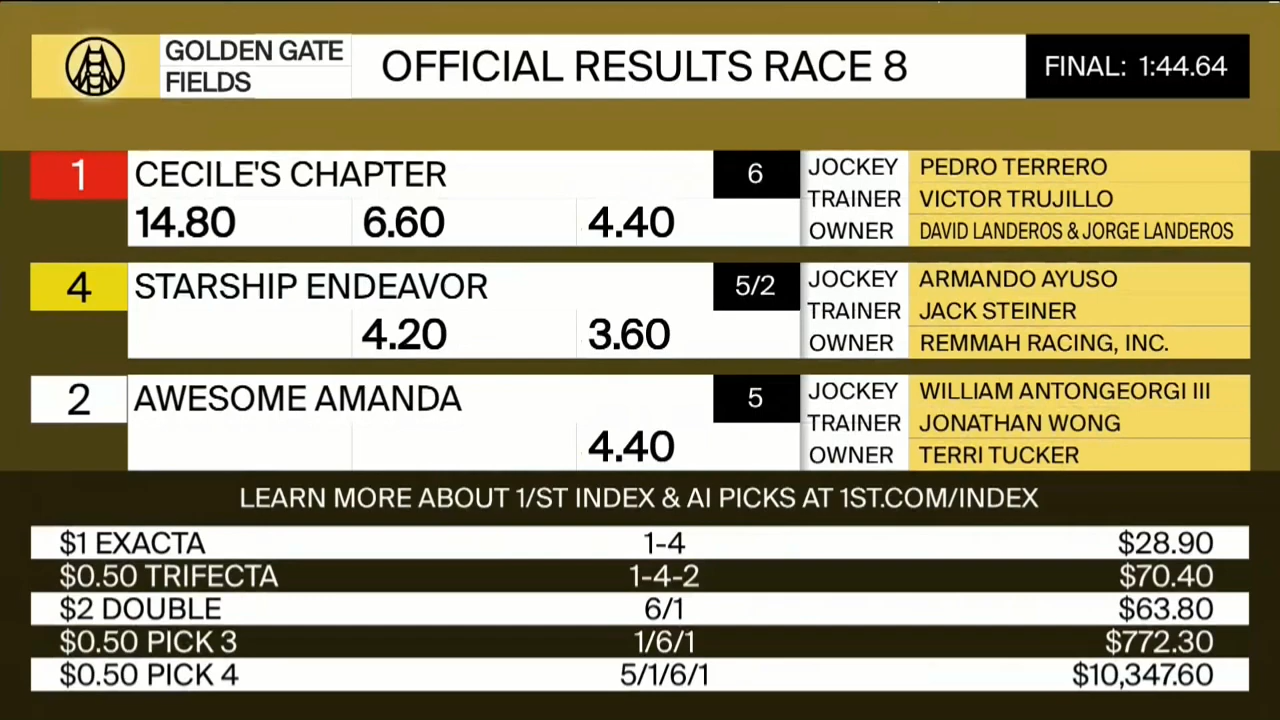 GOLDEN GATE
FIELDS
OFFICIAL RESULTS RACE 8
FINAL: 1:44.64
1 CECILE'S CHAPTER 6 JOCKEY PEDRO TERRERO
TRAINER VICTOR TRUJILLO
14.80 6.60 4.40 OWNER DAVID LANDEROS & JORGE LANDEROS
4 STARSHIP ENDEAVOR 5/2 JOCKEY ARMANDO AYUSO
TRAINER JACK STEINER
4.20 3.60 OWNER REMMAH RACING, INC.
2 AWESOME AMANDA 5 JOCKEY WILLIAM ANTONGEORGI III
TRAINER JONATHAN WONG
4.40 OWNER TERRI TUCKER
LEARN MORE ABOUT 1/ST INDEX & AI PICKS AT 1ST.COM/INDEX
$1 EXACTA 1-4 $28.90
$0.50 TRIFECTA 1-4-2 $70.40
$2 DOUBLE 6/1 $63.80
$0.50 PICK 3 1/6/1 $772.30
$0.50 PICK 4 5/1/6/1 $10,347.60